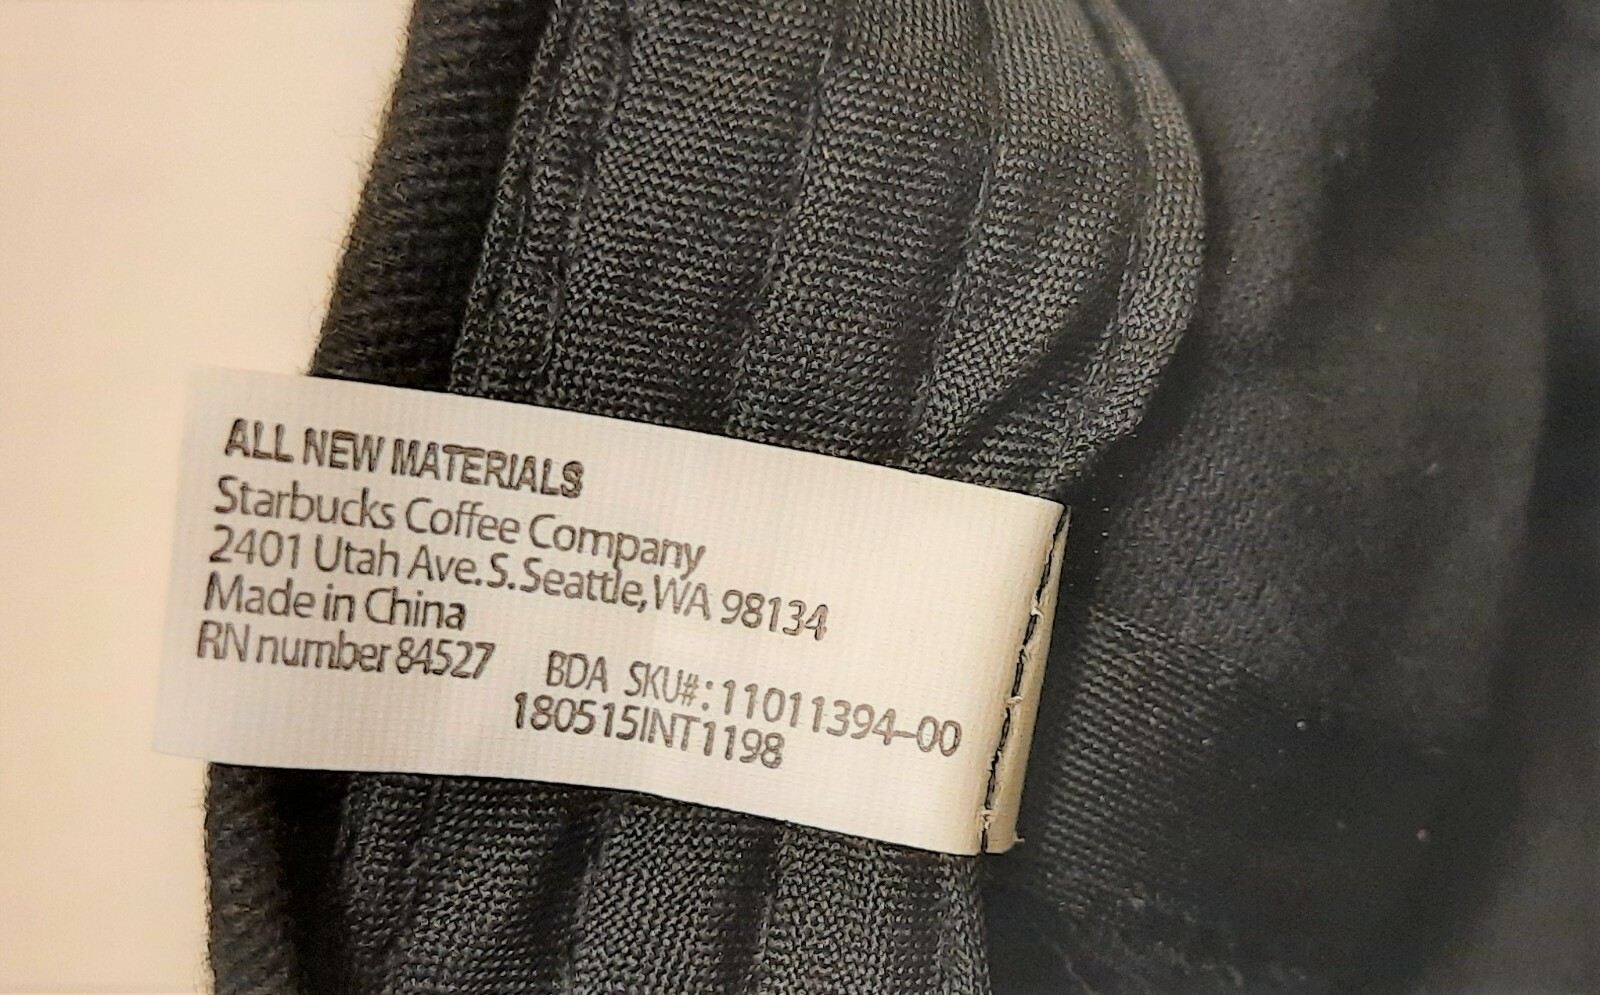 ALL NEW MATERIALS
Starbucks Coffee Company
2401 Utah Ave.S.Seattle,WA 98134
Made in China
RN number 84527 BDA SKU#:11011394-00
180515INT1198